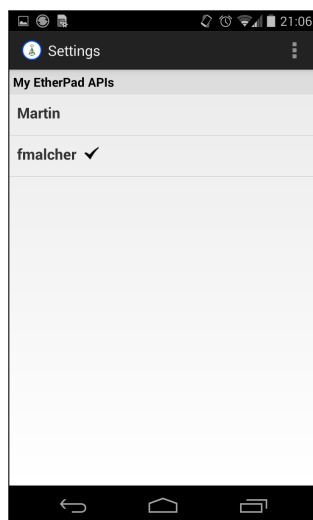 21:06
Settings
My EtherPad APIs
Martin
fmalcher ✔